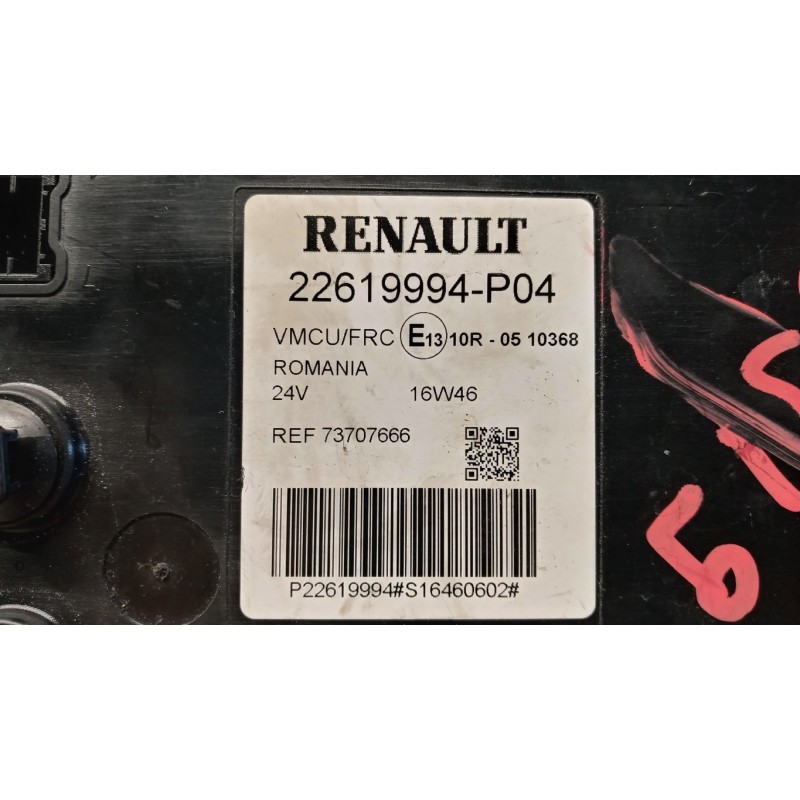 RENAULT
22619994-P04
VMCU/FRC E13 10R - 05 10368
ROMANIA
24V 16W46
REF 73707666
P22619994#S16460602#